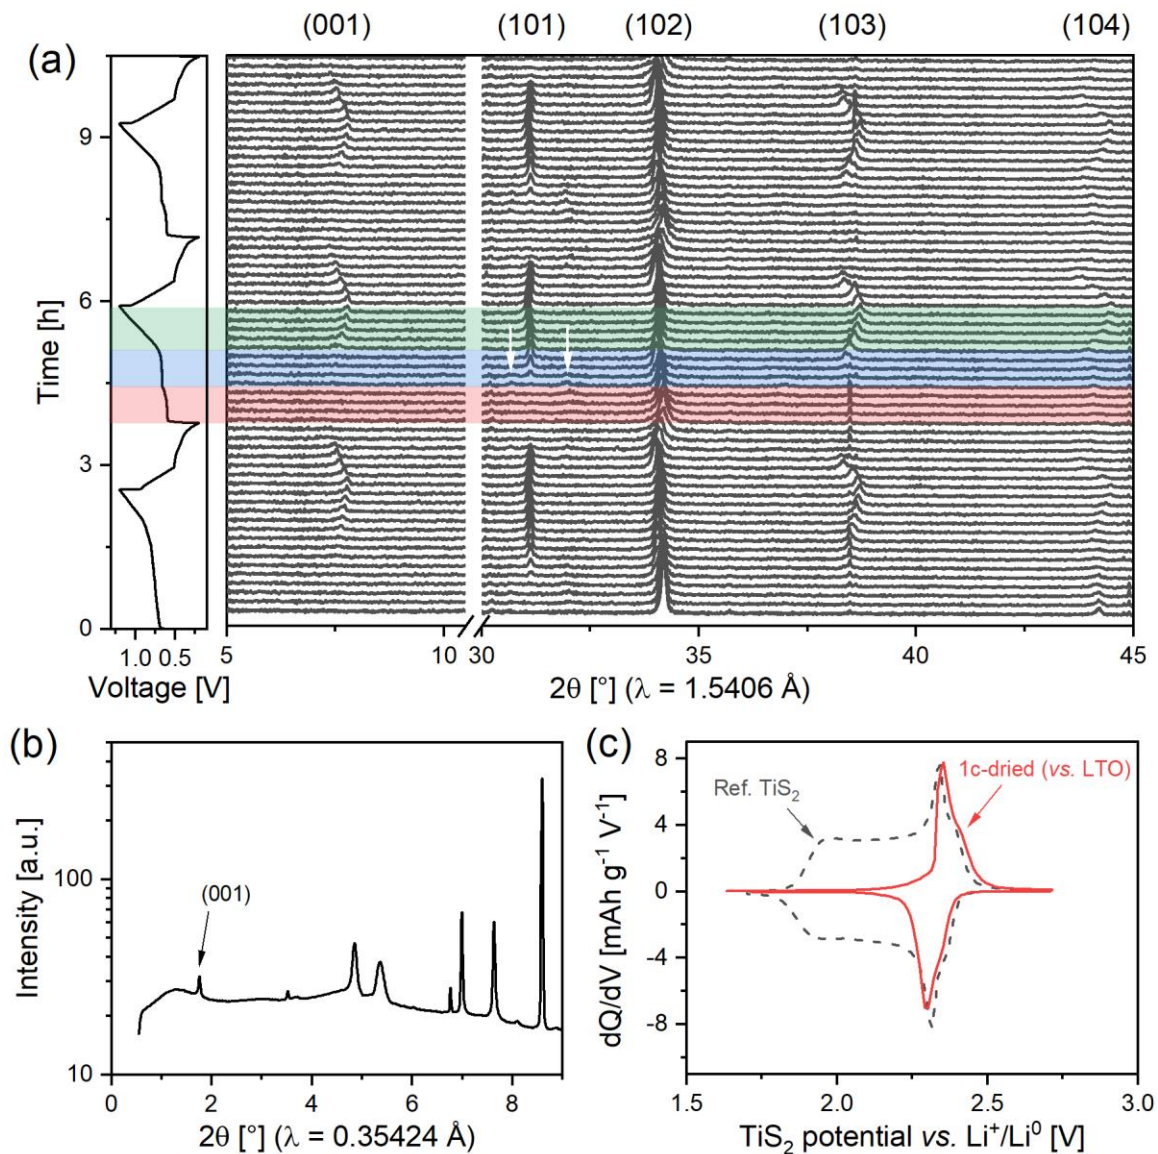 (a)
(001) (101) (102) (103) (104)
9
6
3
0
Time [h]
1.0 0.5
Voltage [V]
5 10 30 35 40 45
2θ [°] (λ = 1.5406 Å)
(b)
100
10
Intensity [a.u.]
(001)
0 2 4 6 8
2θ [°] (λ = 0.35424 Å)
(c)
8
4
0
-4
-8
dQ/dV [mAh g⁻¹ V⁻¹]
Ref. TiS₂
1c-dried (vs. LTO)
1.5 2.0 2.5 3.0
TiS₂ potential vs. Li⁺/Li⁰ [V]